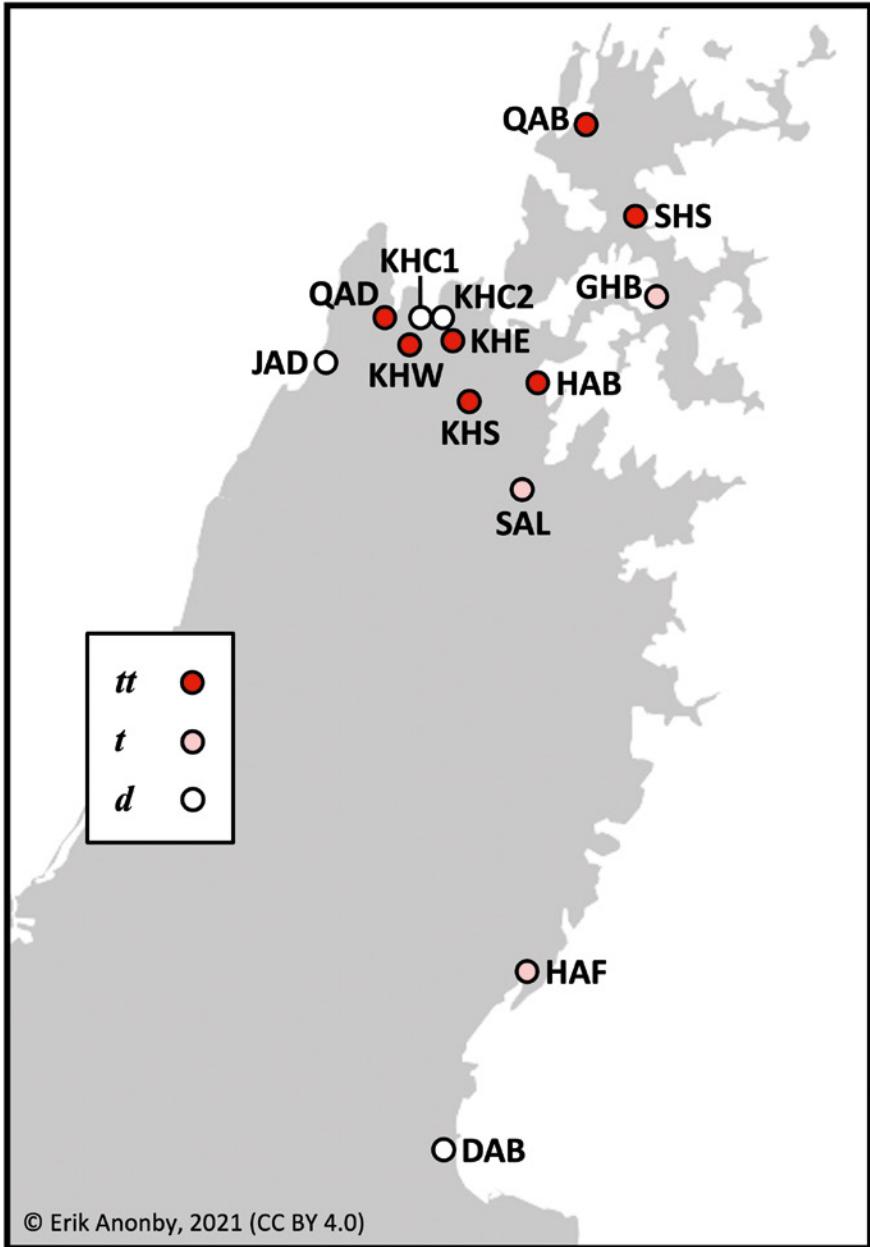 QAB
SHS
KHC1
GHB
QAD
KHC2
KHE
JAD
KHW
HAB
KHS
SAL
tt
t
d
HAF
DAB
© Erik Anonby, 2021 (CC BY 4.0)